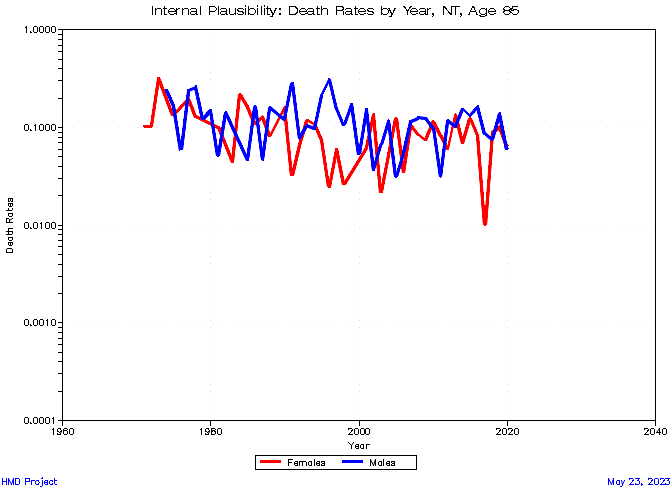 Internal Plausibility: Death Rates by Year, NT, Age 85
1.0000
0.1000
0.0100
0.0010
0.0001
Death Rates
1960
1980
2000
2020
2040
Year
Females
Males
HMD Project
May 23, 2023